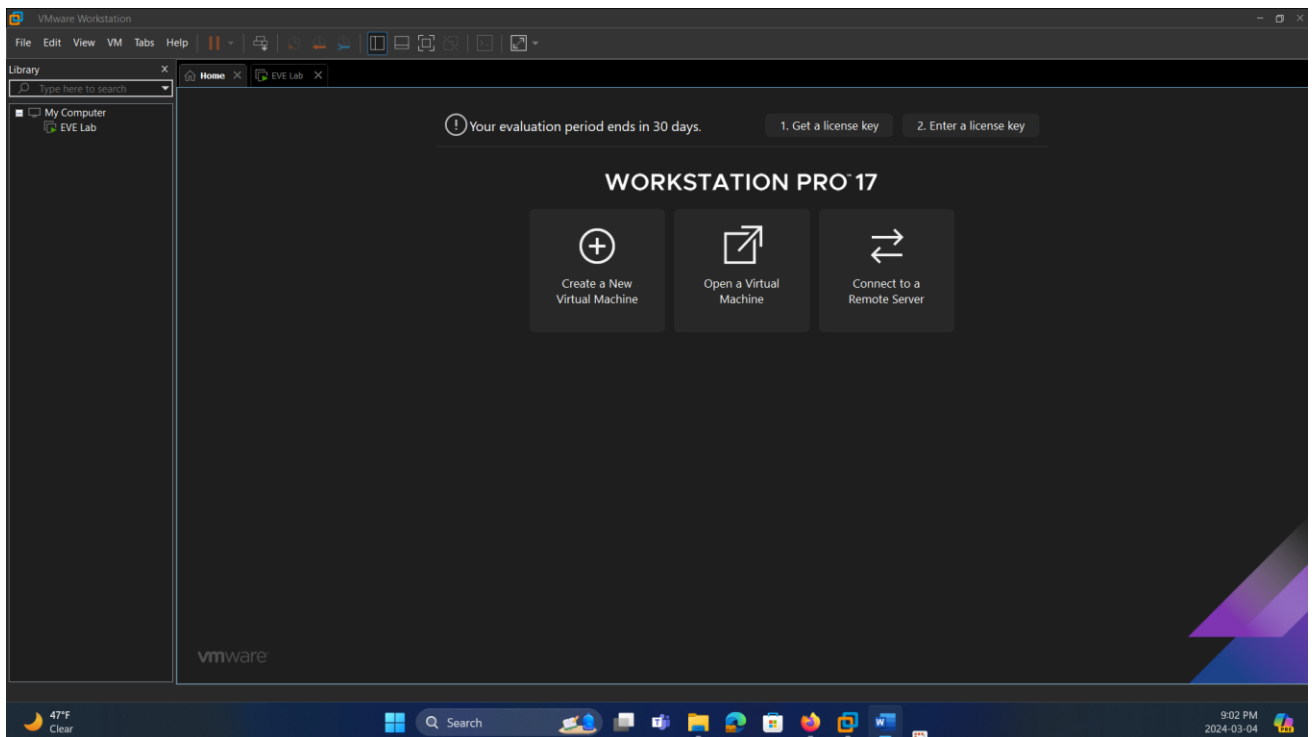 VMware Workstation
File Edit View VM Tabs Help
Library
Home
EVE Lab
Type here to search
My Computer
EVE Lab
Your evaluation period ends in 30 days.
1. Get a license key
2. Enter a license key
WORKSTATION PRO™ 17
Create a New
Virtual Machine
Open a Virtual
Machine
Connect to a
Remote Server
vmware
47°F
Clear
Search
9:02 PM
2024-03-04
PRE